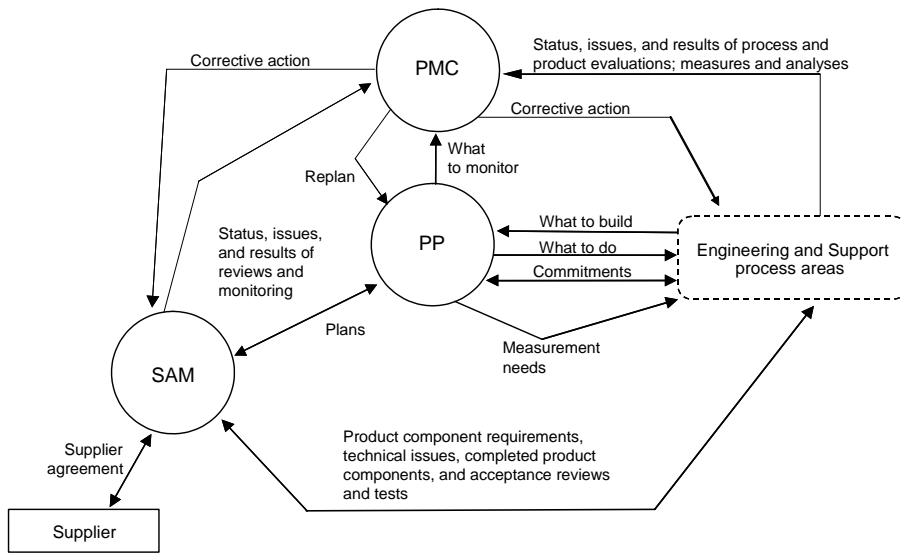 Status, issues, and results of process and
product evaluations; measures and analyses
Corrective action
PMC
Corrective action
What
to monitor
Replan
What to build
Status, issues,
and results of
reviews and
monitoring
PP
What to do
Engineering and Support
process areas
Commitments
Plans
Measurement
needs
SAM
Product component requirements,
technical issues, completed product
components, and acceptance reviews
and tests
Supplier
agreement
Supplier